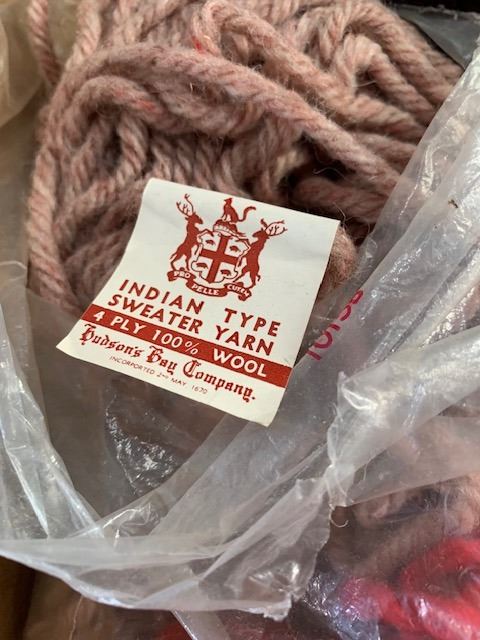 PRO PELLE CUTEM
INDIAN TYPE
SWEATER YARN
4 PLY 100% WOOL
Hudson's Bay Company.
INCORPORATED 2ND MAY 1670